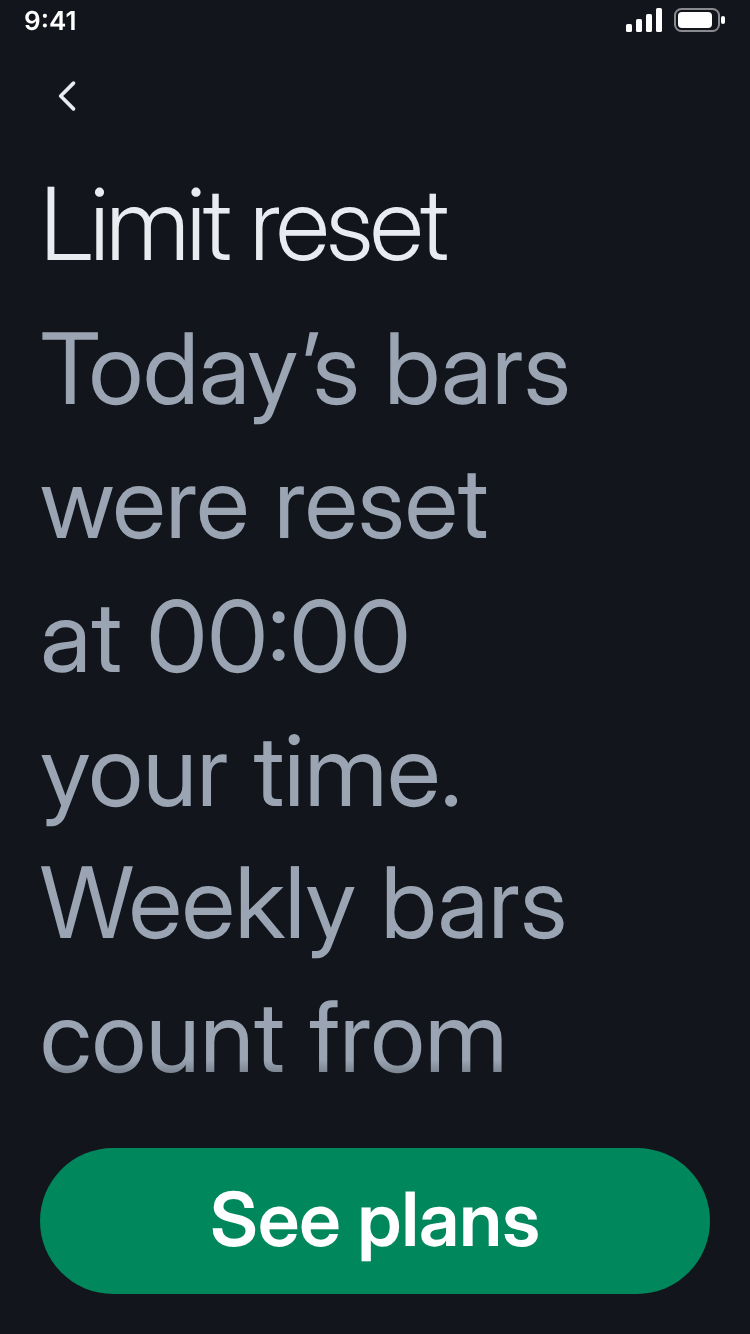 9:41
Limit reset
Today’s bars
were reset
at 00:00
your time.
Weekly bars
count from
See plans